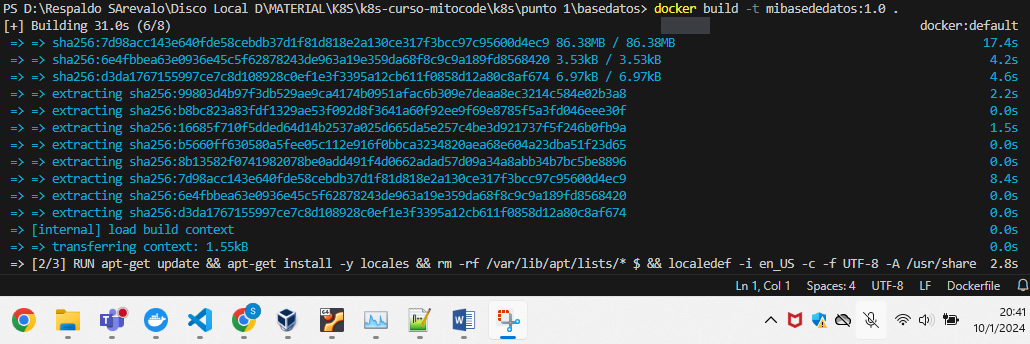 PS D:\Respaldo SArevalo\Disco Local D\MATERIAL\K8S\k8s-curso-mitocode\k8s\punto 1\basedatos> docker build -t mibasededatos:1.0 .
[+] Building 31.0s (6/8) docker:default
=> => sha256:7d98acc143e640fde58cebdb37d1f81d818e2a130ce317f3bcc97c95600d4ec9 86.38MB / 86.38MB 17.4s
=> => sha256:6e4fbbea63e0936e45c5f62878243de963a19e359da68f8c9c9a189fd8568420 3.53kB / 3.53kB 4.2s
=> => sha256:d3da1767155997ce7c8d108928c0ef1e3f3395a12cb611f0858d12a80c8af674 6.97kB / 6.97kB 4.6s
=> => extracting sha256:99803d4b97f3db529ae9ca4174b0951afac6b309e7deaa8ec3214c584e02b3a8 2.2s
=> => extracting sha256:b8bc823a83fdf1329ae53f092d8f3641a60f92ee9f69e8785f5a3fd046eee30f 0.0s
=> => extracting sha256:16685f710f5dded64d14b2537a025d665da5e257c4be3d921737f5f246b0fb9a 1.5s
=> => extracting sha256:b5660ff630580a5fee05c112e916f0bbca3234820aea68e604a23dba51f23d65 0.0s
=> => extracting sha256:8b13582f0741982078be0add491f4d0662adad57d09a34a8abb34b7bc5be8896 0.0s
=> => extracting sha256:7d98acc143e640fde58cebdb37d1f81d818e2a130ce317f3bcc97c95600d4ec9 8.4s
=> => extracting sha256:6e4fbbea63e0936e45c5f62878243de963a19e359da68f8c9c9a189fd8568420 0.0s
=> => extracting sha256:d3da1767155997ce7c8d108928c0ef1e3f3395a12cb611f0858d12a80c8af674 0.0s
=> [internal] load build context 0.0s
=> => transferring context: 1.55kB 0.0s
=> [2/3] RUN apt-get update && apt-get install -y locales && rm -rf /var/lib/apt/lists/* $ && localedef -i en_US -c -f UTF-8 -A /usr/share 2.8s
Ln 1, Col 1 Spaces: 4 UTF-8 LF Dockerfile
20:41
10/1/2024